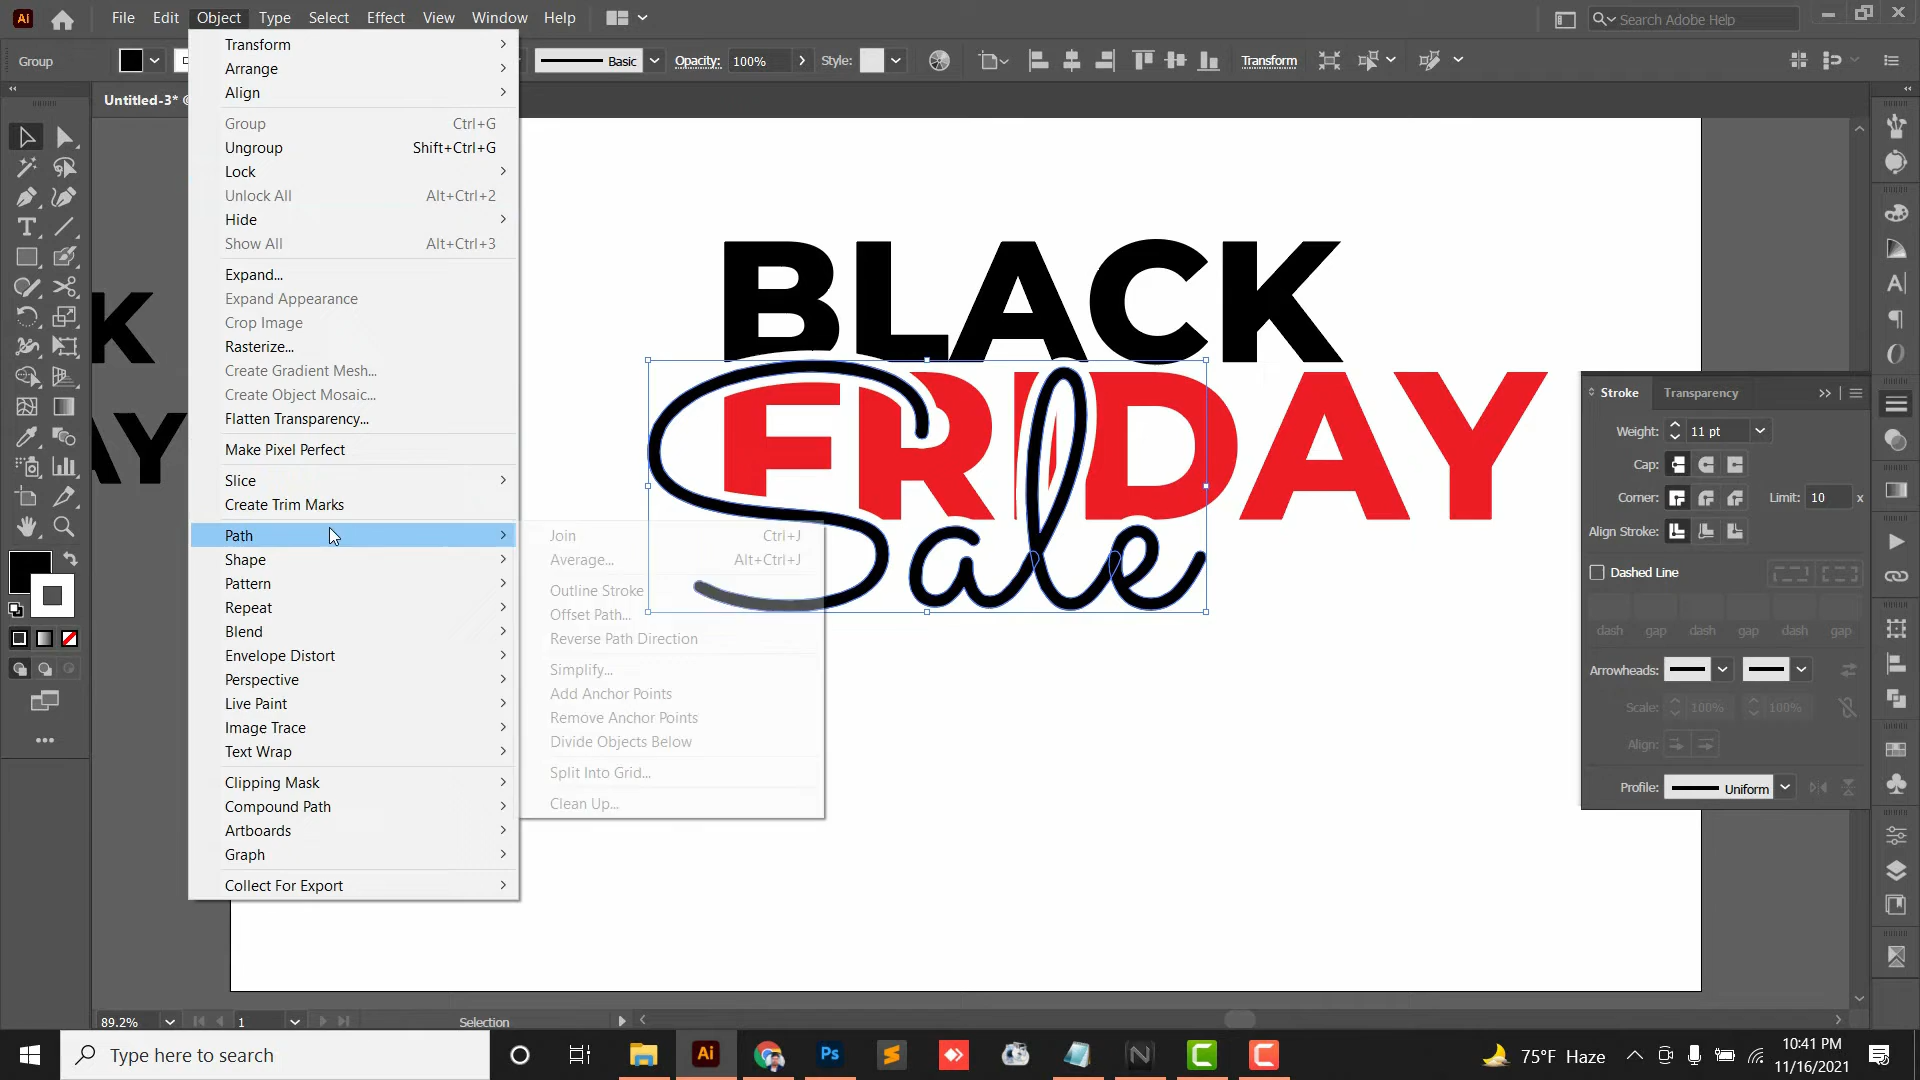 Ai
File Edit Object Type Select Effect View Window Help
Search Adobe Help
Group
Basic
Opacity: 100%
Style:
Transform
Untitled-3*
Transform
Arrange
Align
Group Ctrl+G
Ungroup Shift+Ctrl+G
Lock
Unlock All Alt+Ctrl+2
Hide
Show All Alt+Ctrl+3
Expand...
Expand Appearance
Crop Image
Rasterize...
Create Gradient Mesh...
Create Object Mosaic...
Flatten Transparency...
Make Pixel Perfect
Slice
Create Trim Marks
Path
Shape
Pattern
Repeat
Blend
Envelope Distort
Perspective
Live Paint
Image Trace
Text Wrap
Clipping Mask
Compound Path
Artboards
Graph
Collect For Export
Join Ctrl+J
Average... Alt+Ctrl+J
Outline Stroke
Offset Path...
Reverse Path Direction
Simplify...
Add Anchor Points
Remove Anchor Points
Divide Objects Below
Split Into Grid...
Clean Up...
BLACK
FRIDAY
Sale
K
AY
Stroke Transparency
Weight: 11 pt
Cap:
Corner: Limit: 10 x
Align Stroke:
Dashed Line
dash gap dash gap dash gap
Arrowheads:
Scale: 100% 100%
Align:
Profile: Uniform
89.2% 1 Selection
Type here to search
Ai
Ps
75°F Haze
10:41 PM
11/16/2021